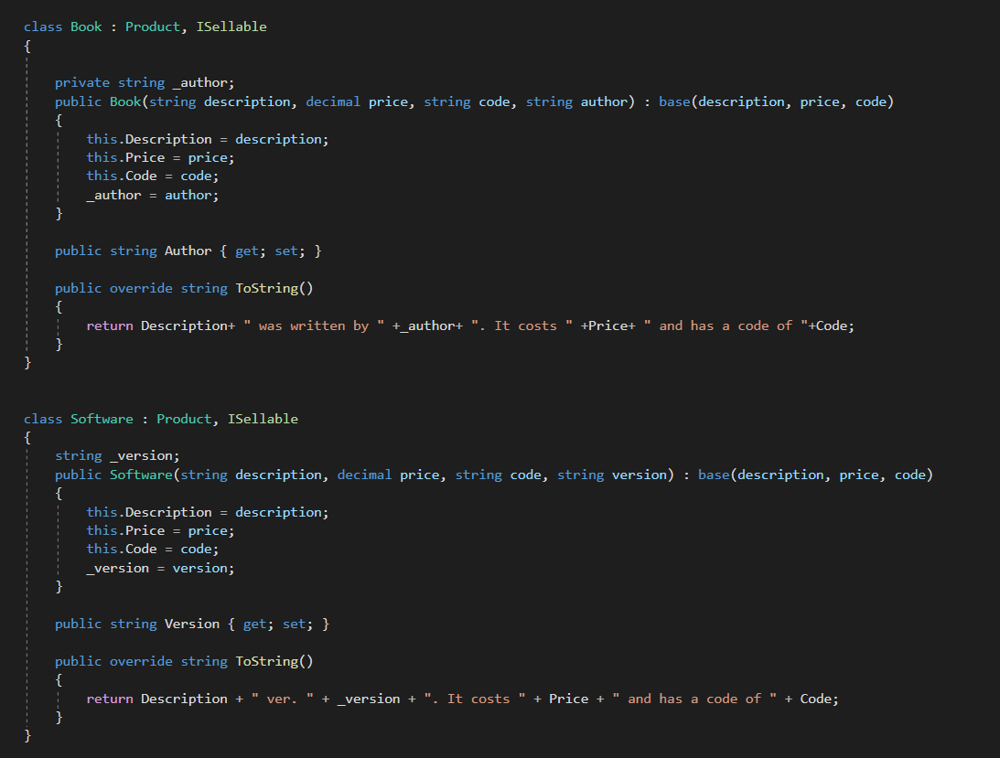 class Book : Product, ISellable
{
private string _author;
public Book(string description, decimal price, string code, string author) : base(description, price, code)
{
this.Description = description;
this.Price = price;
this.Code = code;
_author = author;
}
public string Author { get; set; }
public override string ToString()
{
return Description+ " was written by " +_author+ ". It costs " +Price+ " and has a code of "+Code;
}
}
class Software : Product, ISellable
{
string _version;
public Software(string description, decimal price, string code, string version) : base(description, price, code)
{
this.Description = description;
this.Price = price;
this.Code = code;
_version = version;
}
public string Version { get; set; }
public override string ToString()
{
return Description + " ver. " + _version + ". It costs " + Price + " and has a code of " + Code;
}
}